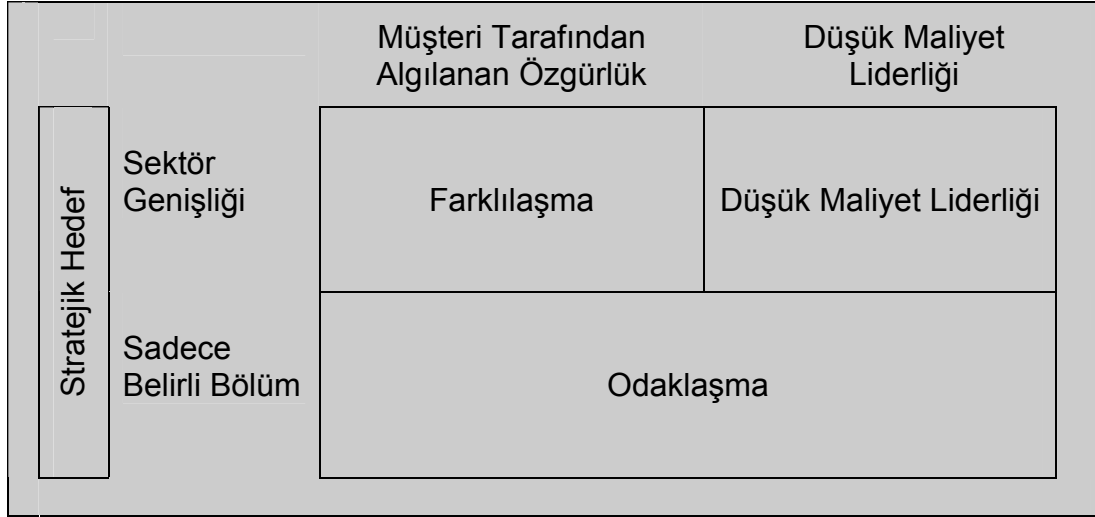 Müşteri Tarafından
Algılanan Özgürlük
Düşük Maliyet
Liderliği
Stratejik Hedef
Sektör
Genişliği
Farklılaşma
Düşük Maliyet Liderliği
Sadece
Belirli Bölüm
Odaklaşma